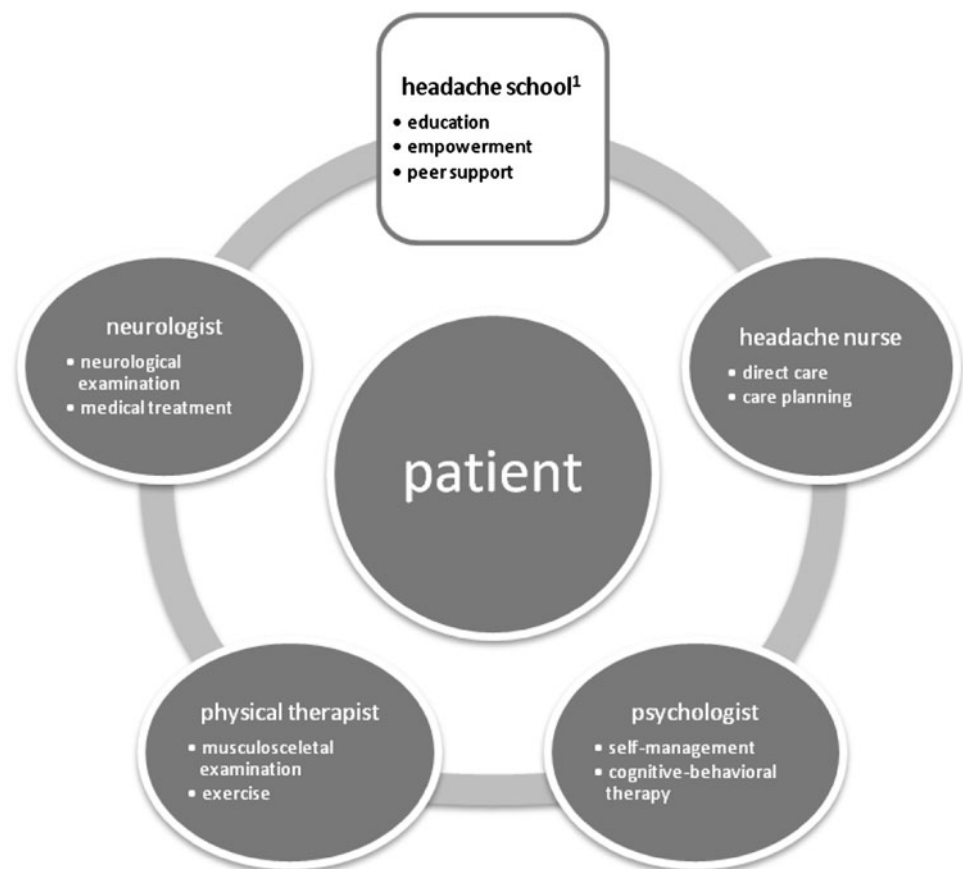 headache school¹
• education
• empowerment
• peer support
neurologist
▪ neurological
examination
▪ medical treatment
headache nurse
▪ direct care
▪ care planning
patient
physical therapist
▪ musculosceletal
examination
▪ exercise
psychologist
▪ self-management
▪ cognitive-behavioral
therapy